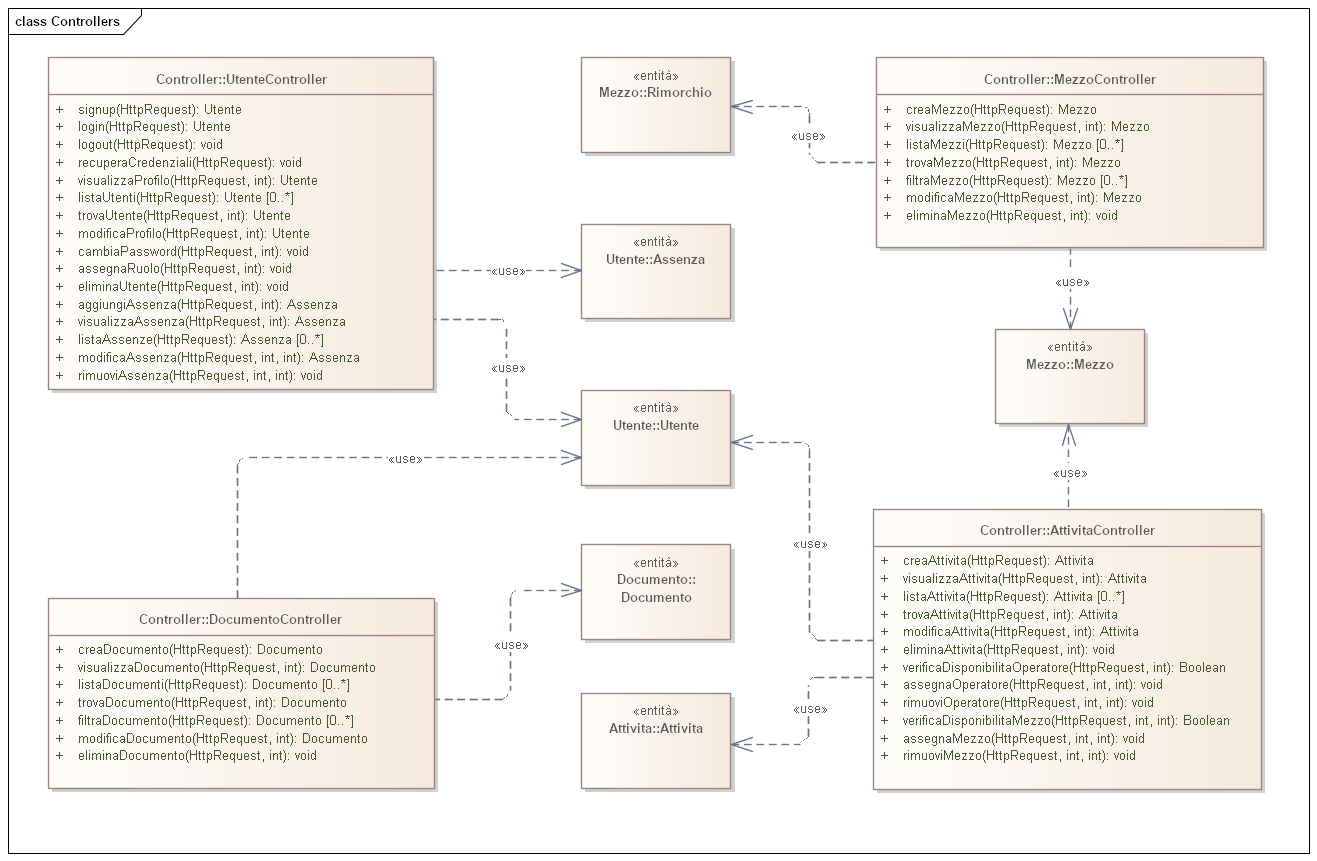 class Controllers
Controller::UtenteController
+ signup(HttpRequest): Utente
+ login(HttpRequest): Utente
+ logout(HttpRequest): void
+ recuperaCredenziali(HttpRequest): void
+ visualizzaProfilo(HttpRequest, int): Utente
+ listaUtenti(HttpRequest): Utente [0..*]
+ trovaUtente(HttpRequest, int): Utente
+ modificaProfilo(HttpRequest, int): Utente
+ cambiaPassword(HttpRequest, int): void
+ assegnaRuolo(HttpRequest, int): void
+ eliminaUtente(HttpRequest, int): void
+ aggiungiAssenza(HttpRequest, int): Assenza
+ visualizzaAssenza(HttpRequest, int): Assenza
+ listaAssenze(HttpRequest): Assenza [0..*]
+ modificaAssenza(HttpRequest, int, int): Assenza
+ rimuoviAssenza(HttpRequest, int, int): void
«entità»
Mezzo::Rimorchio
«use»
Controller::MezzoController
+ creaMezzo(HttpRequest): Mezzo
+ visualizzaMezzo(HttpRequest, int): Mezzo
+ listaMezzi(HttpRequest): Mezzo [0..*]
+ trovaMezzo(HttpRequest, int): Mezzo
+ filtraMezzo(HttpRequest): Mezzo [0..*]
+ modificaMezzo(HttpRequest, int): Mezzo
+ eliminaMezzo(HttpRequest, int): void
«use»
«entità»
Utente::Assenza
«use»
«use»
«entità»
Mezzo::Mezzo
«use»
«entità»
Utente::Utente
«use»
«use»
«entità»
Documento::
Documento
«use»
«entità»
Attivita::Attivita
«use»
Controller::DocumentoController
+ creaDocumento(HttpRequest): Documento
+ visualizzaDocumento(HttpRequest, int): Documento
+ listaDocumenti(HttpRequest): Documento [0..*]
+ trovaDocumento(HttpRequest, int): Documento
+ filtraDocumento(HttpRequest): Documento [0..*]
+ modificaDocumento(HttpRequest, int): Documento
+ eliminaDocumento(HttpRequest, int): void
Controller::AttivitaController
+ creaAttivita(HttpRequest): Attivita
+ visualizzaAttivita(HttpRequest, int): Attivita
+ listaAttivita(HttpRequest): Attivita [0..*]
+ trovaAttivita(HttpRequest, int): Attivita
+ modificaAttivita(HttpRequest, int): Attivita
+ eliminaAttivita(HttpRequest, int): void
+ verificaDisponibilitaOperatore(HttpRequest, int): Boolean
+ assegnaOperatore(HttpRequest, int, int): void
+ rimuoviOperatore(HttpRequest, int, int): void
+ verificaDisponibilitaMezzo(HttpRequest, int, int): Boolean
+ assegnaMezzo(HttpRequest, int, int): void
+ rimuoviMezzo(HttpRequest, int, int): void